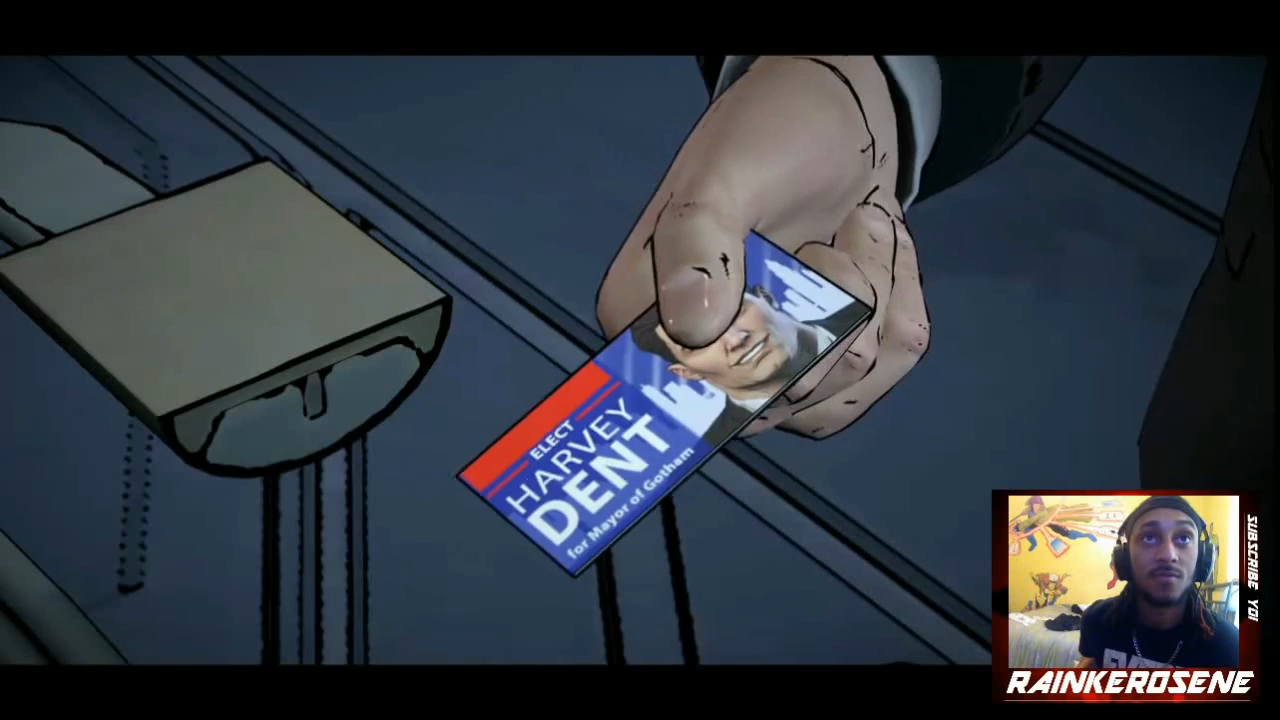 ELECT
HARVEY
DENT
for Mayor of Gotham
SUBSCRIBE YO!
RAINKEROSENE